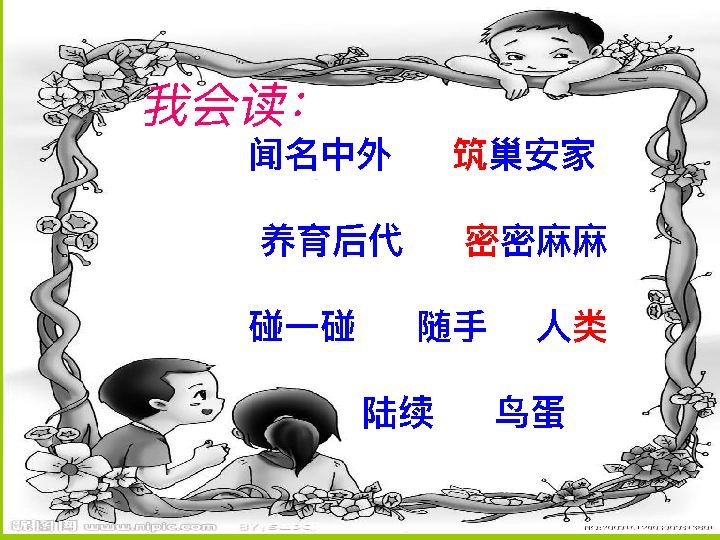 我会读：
闻名中外 筑巢安家
养育后代 密密麻麻
碰一碰 随手 人类
陆续 鸟蛋
昵图网 www.nipic.com